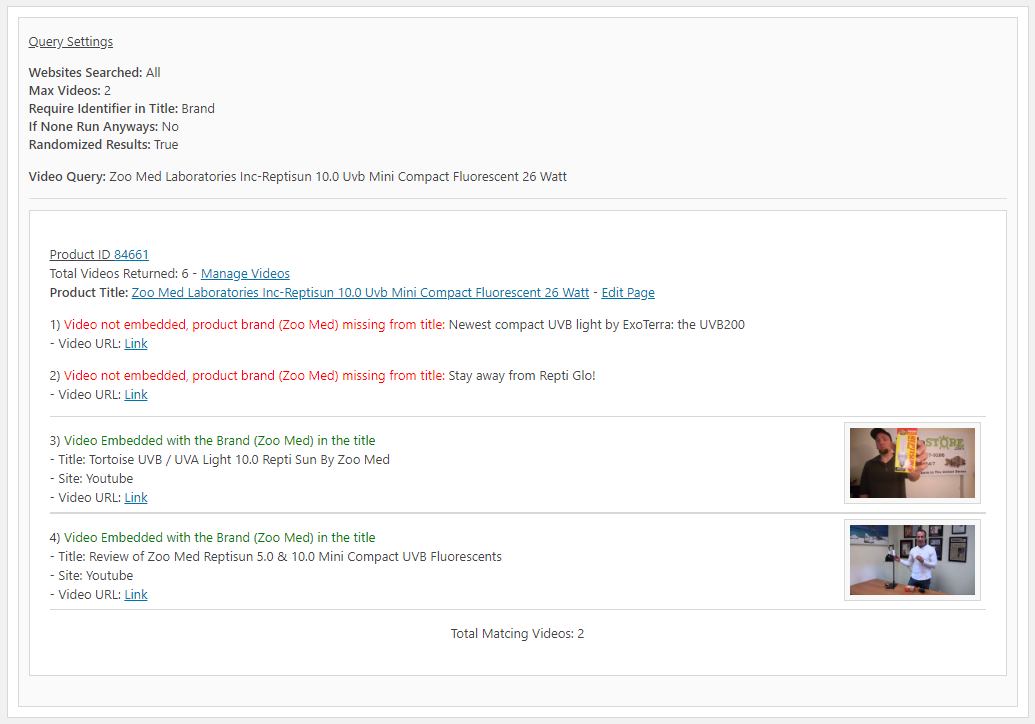 Query Settings
Websites Searched: All
Max Videos: 2
Require Identifier in Title: Brand
If None Run Anyways: No
Randomized Results: True
Video Query: Zoo Med Laboratories Inc-Reptisun 10.0 Uvb Mini Compact Fluorescent 26 Watt
Product ID 84661
Total Videos Returned: 6 - Manage Videos
Product Title: Zoo Med Laboratories Inc-Reptisun 10.0 Uvb Mini Compact Fluorescent 26 Watt - Edit Page
1) Video not embedded, product brand (Zoo Med) missing from title: Newest compact UVB light by ExoTerra: the UVB200
- Video URL: Link
2) Video not embedded, product brand (Zoo Med) missing from title: Stay away from Repti Glo!
- Video URL: Link
3) Video Embedded with the Brand (Zoo Med) in the title
- Title: Tortoise UVB / UVA Light 10.0 Repti Sun By Zoo Med
- Site: Youtube
- Video URL: Link
STORE
4) Video Embedded with the Brand (Zoo Med) in the title
- Title: Review of Zoo Med Reptisun 5.0 & 10.0 Mini Compact UVB Fluorescents
- Site: Youtube
- Video URL: Link
Total Matcing Videos: 2